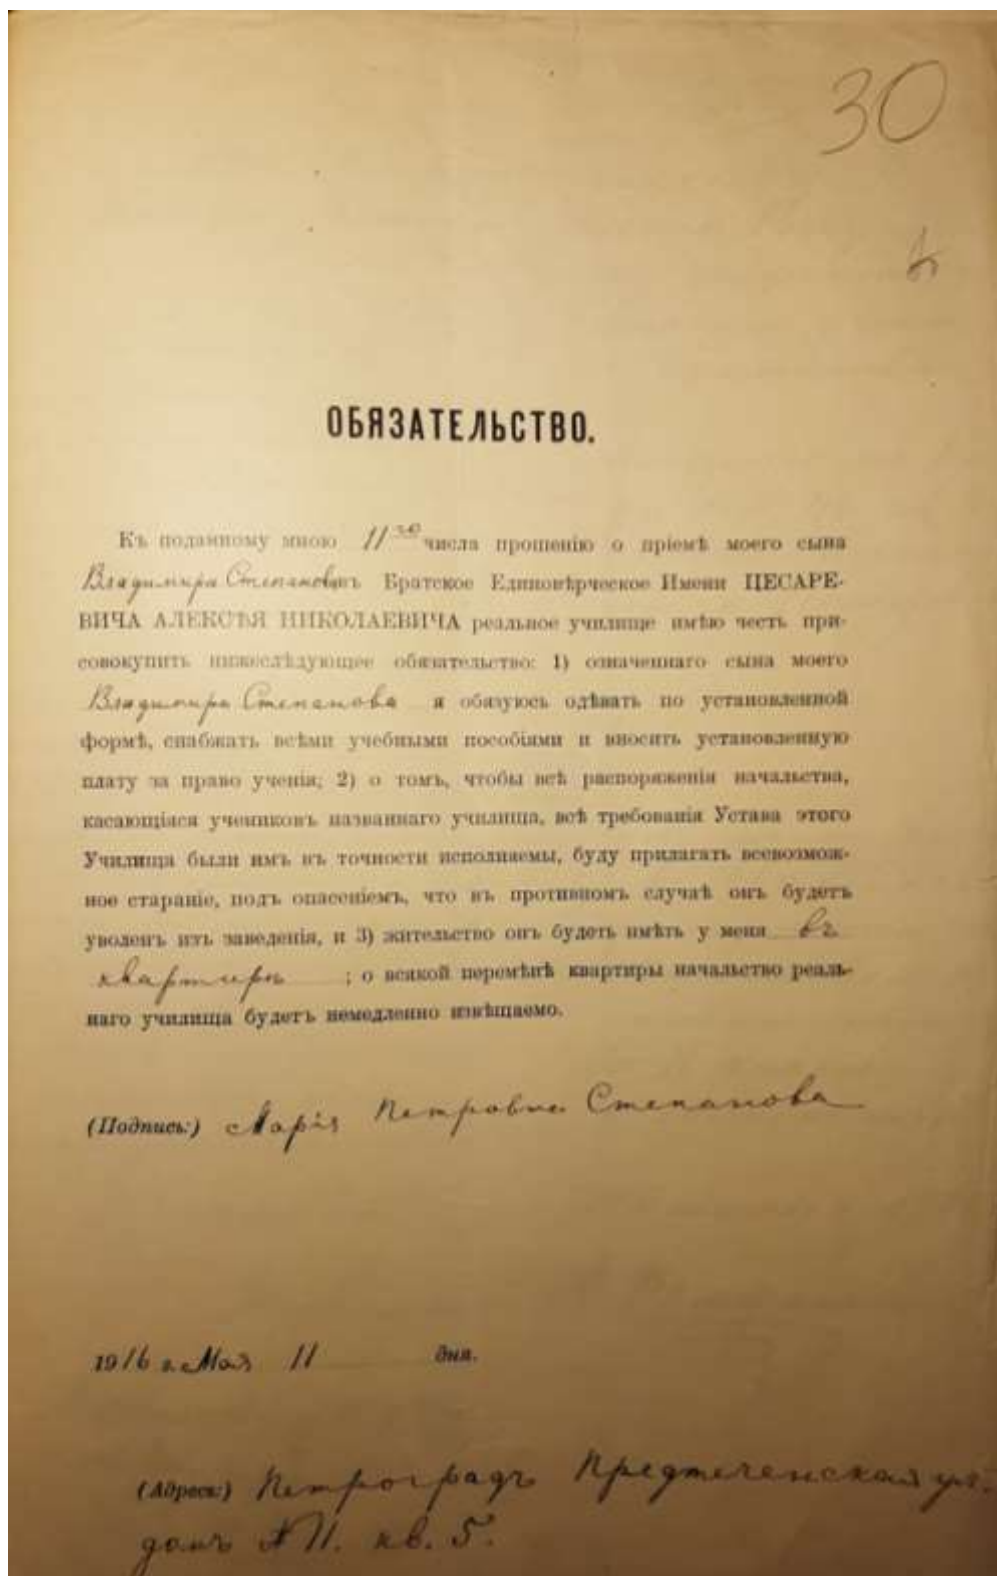 30
ОБЯЗАТЕЛЬСТВО.
Къ поданному мною 11го числа прошенію о пріемѣ моего сына
Владимира Степановавъ Братское Единовѣрческое Имени ЦЕСАРЕ-
ВИЧА АЛЕКСѢЯ НИКОЛАЕВИЧА реальное училище имѣю честь при-
совокупить нижеслѣдующее обязательство: 1) означеннаго сына моего
Владимира Степанова я обязуюсь одѣвать по установленной
формѣ, снабжать всѣми учебными пособіями и вносить установленную
плату за право ученія; 2) о томъ, чтобы всѣ распоряженія начальства,
касающіяся учениковъ названнаго училища, всѣ требованія Устава этого
Училища были имъ въ точности исполняемы, буду прилагать всевозмож-
ное стараніе, подъ опасеніемъ, что въ противномъ случаѣ онъ будетъ
уволенъ изъ заведенія, и 3) жительство онъ будетъ имѣть у меня въ
квартирѣ ; о всякой перемѣнѣ квартиры начальство реаль-
наго училища будетъ немедленно извѣщаемо.
(Подпись:) Марія Петровна Степанова
1916 г. Мая 11 дня.
(Адресъ:) Петроградъ Предтеченская ул.
домъ № 11. кв. 5.